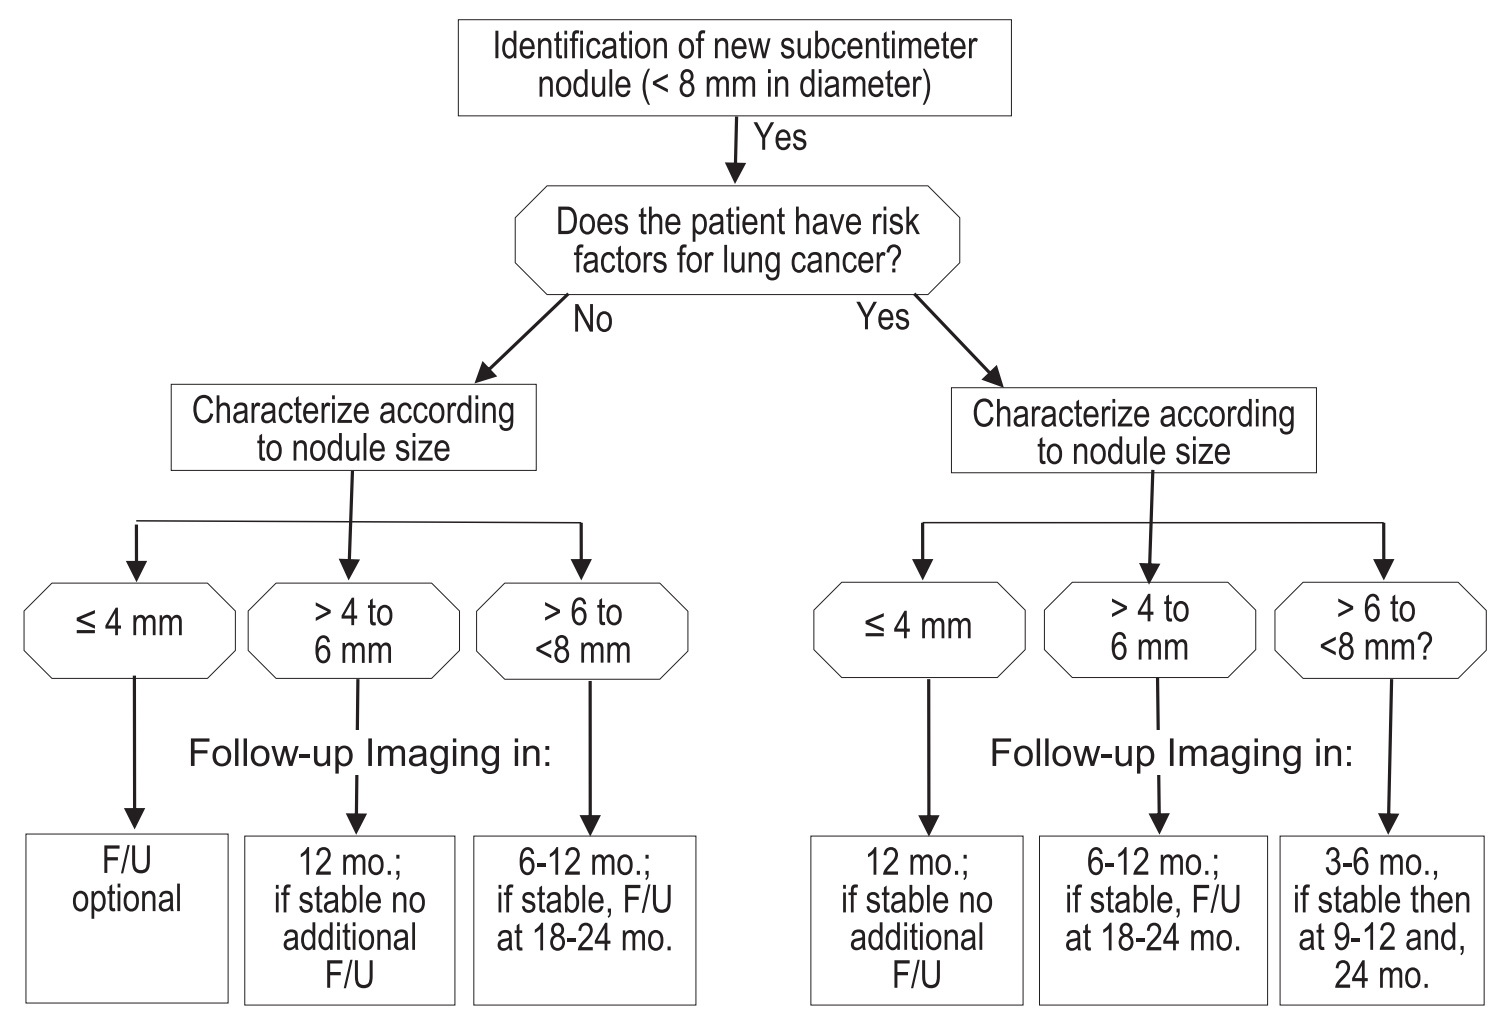 Identification of new subcentimeter
nodule (< 8 mm in diameter)
Yes
Does the patient have risk
factors for lung cancer?
No
Yes
Characterize according
to nodule size
Characterize according
to nodule size
≤ 4 mm
> 4 to
6 mm
> 6 to
<8 mm
≤ 4 mm
> 4 to
6 mm
> 6 to
<8 mm?
Follow-up Imaging in:
Follow-up Imaging in:
F/U
optional
12 mo.;
if stable no
additional
F/U
6-12 mo.;
if stable, F/U
at 18-24 mo.
12 mo.;
if stable no
additional
F/U
6-12 mo.;
if stable, F/U
at 18-24 mo.
3-6 mo.,
if stable then
at 9-12 and,
24 mo.